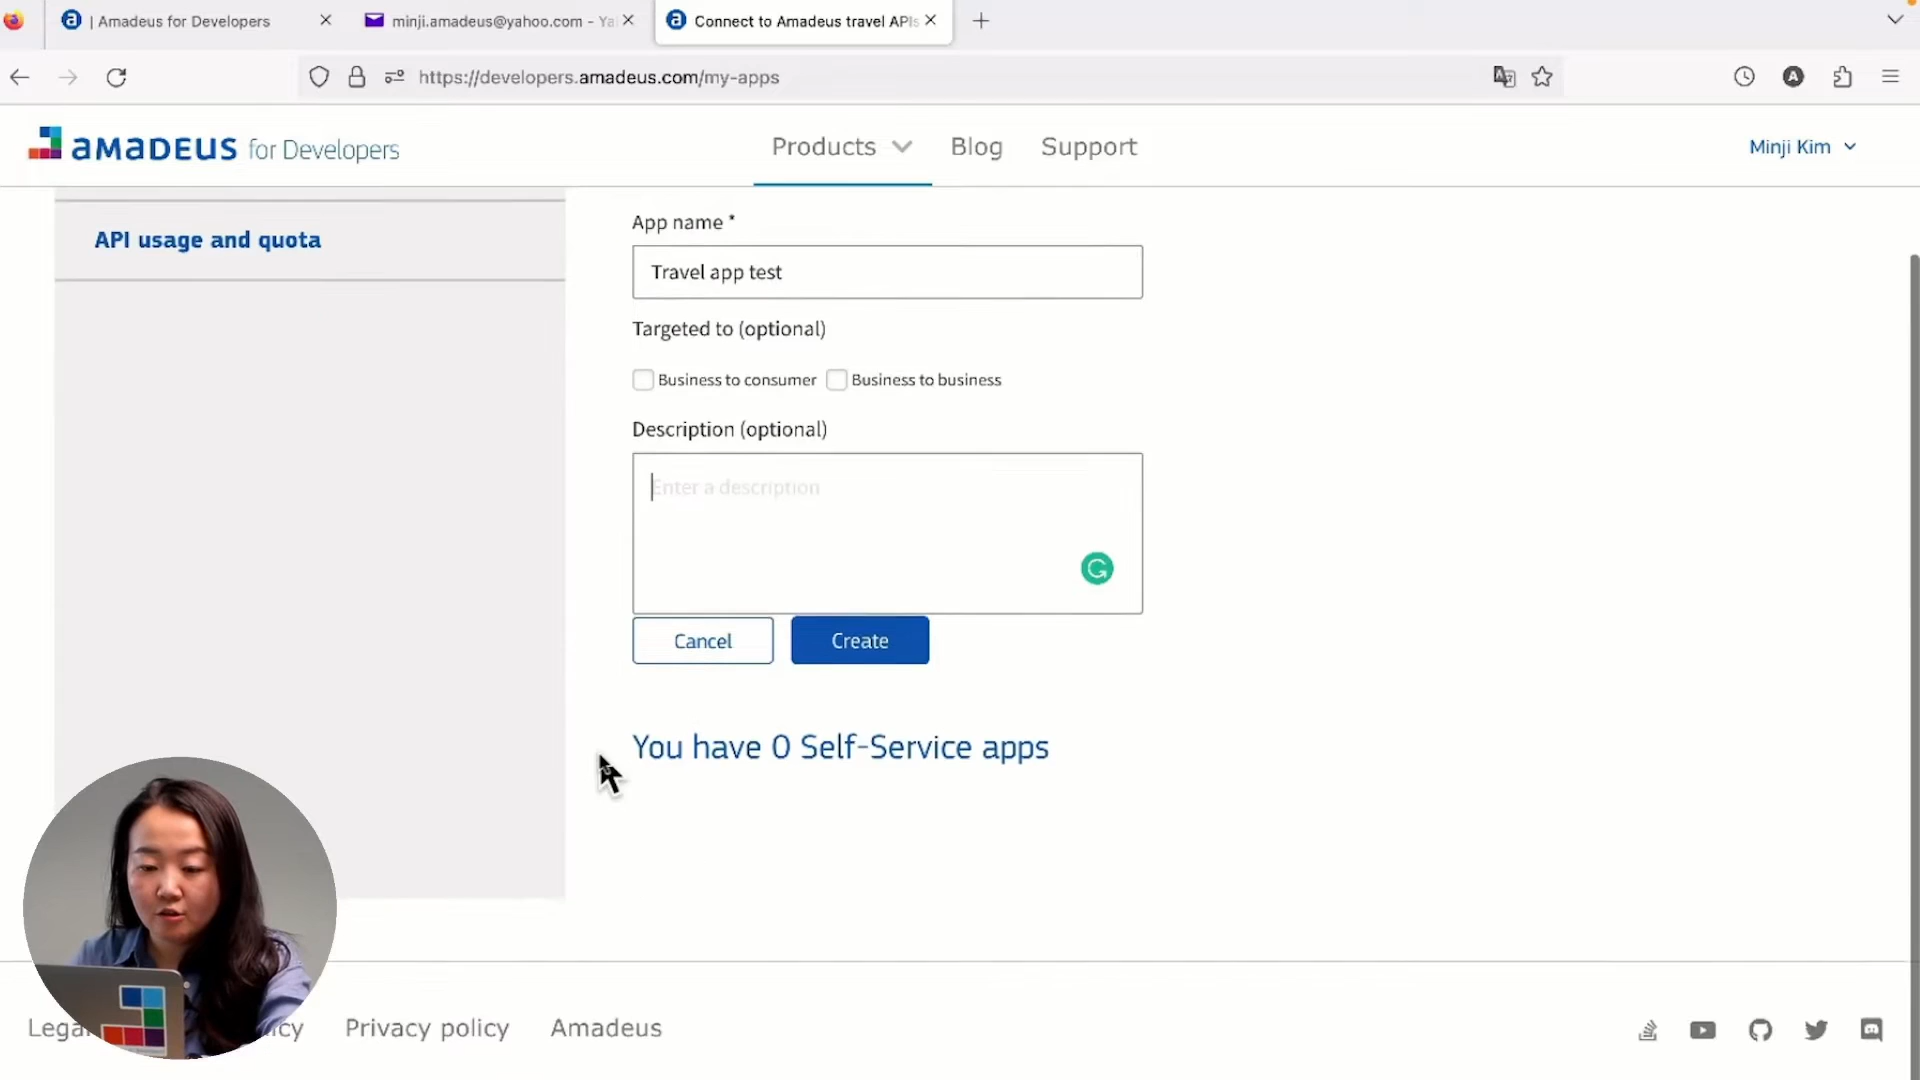 | Amadeus for Developers
minji.amadeus@yahoo.com - Ya
Connect to Amadeus travel APIs
https://developers.amadeus.com/my-apps
A
amadeus for Developers
Products
Blog
Support
Minji Kim
API usage and quota
App name *
Travel app test
Targeted to (optional)
Business to consumer
Business to business
Description (optional)
Enter a description
Cancel
Create
You have 0 Self-Service apps
Privacy policy
Amadeus